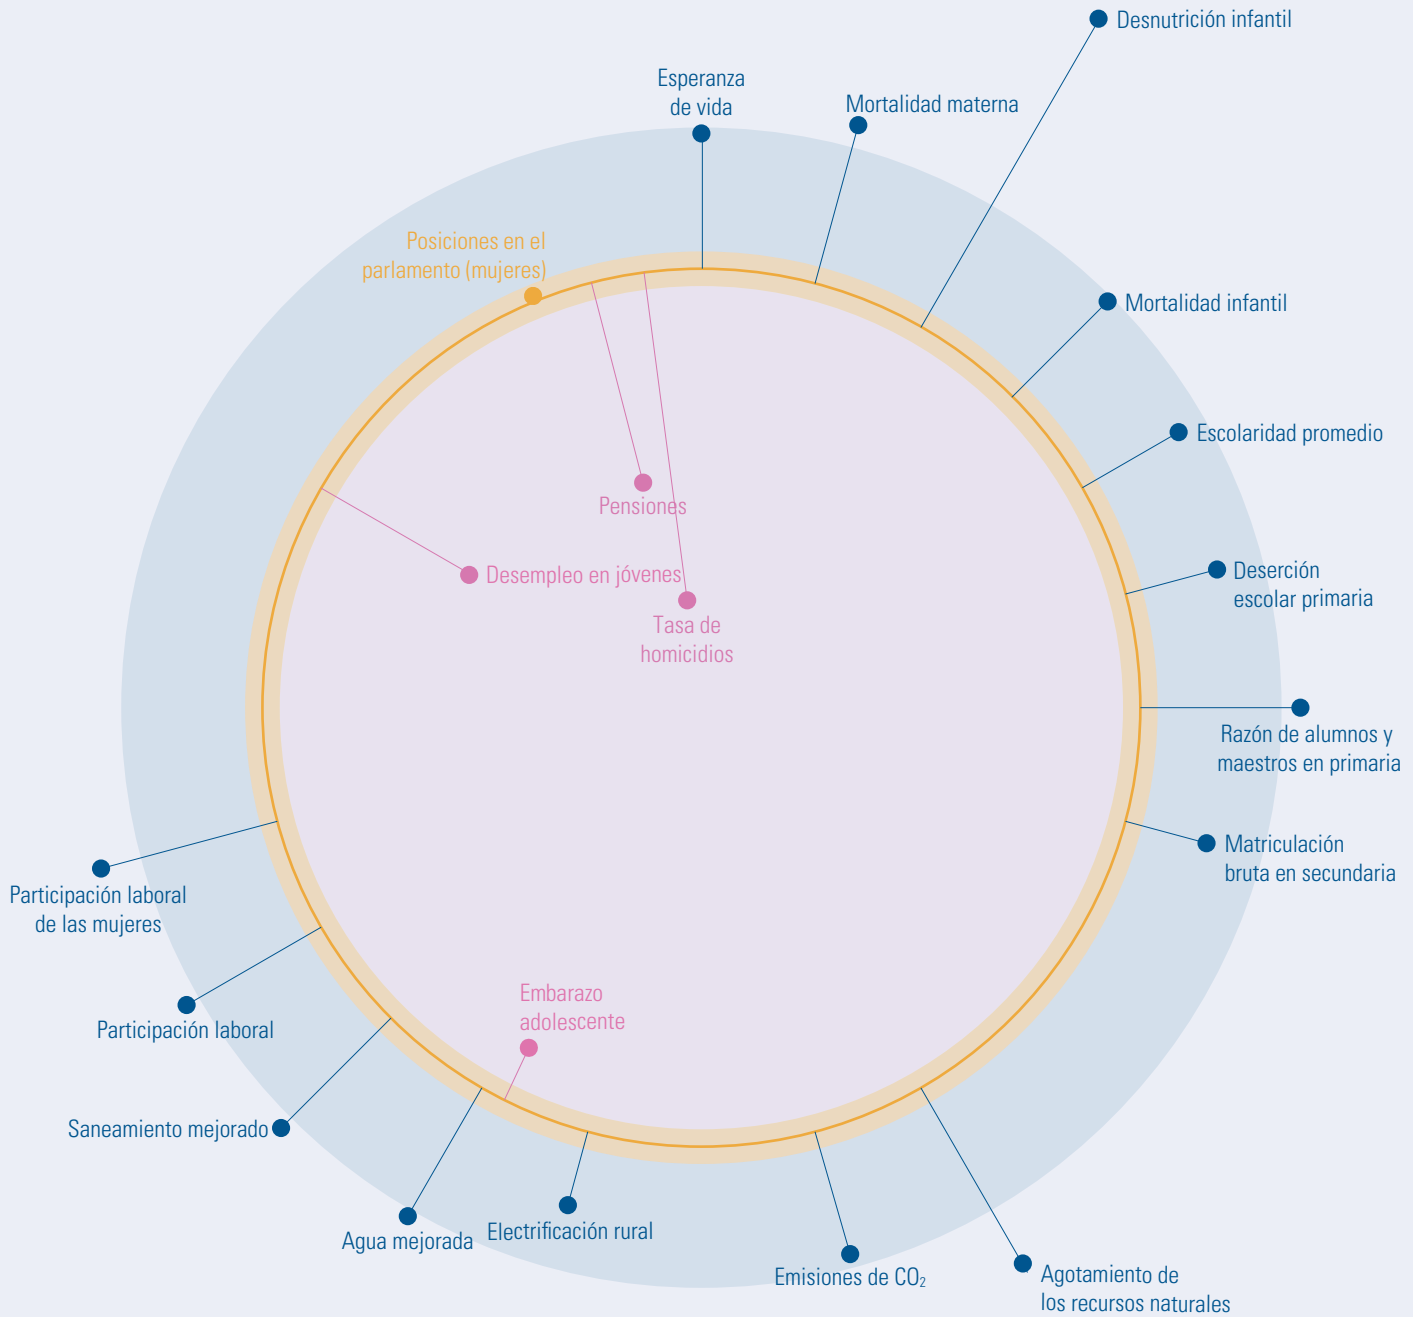 Desnutrición infantil
Esperanza
de vida
Mortalidad materna
Posiciones en el
parlamento (mujeres)
Mortalidad infantil
Escolaridad promedio
Pensiones
Desempleo en jóvenes
Deserción
escolar primaria
Tasa de
homicidios
Razón de alumnos y
maestros en primaria
Matriculación
bruta en secundaria
Participación laboral
de las mujeres
Embarazo
adolescente
Participación laboral
Saneamiento mejorado
Agua mejorada
Electrificación rural
Emisiones de CO₂
Agotamiento de
los recursos naturales